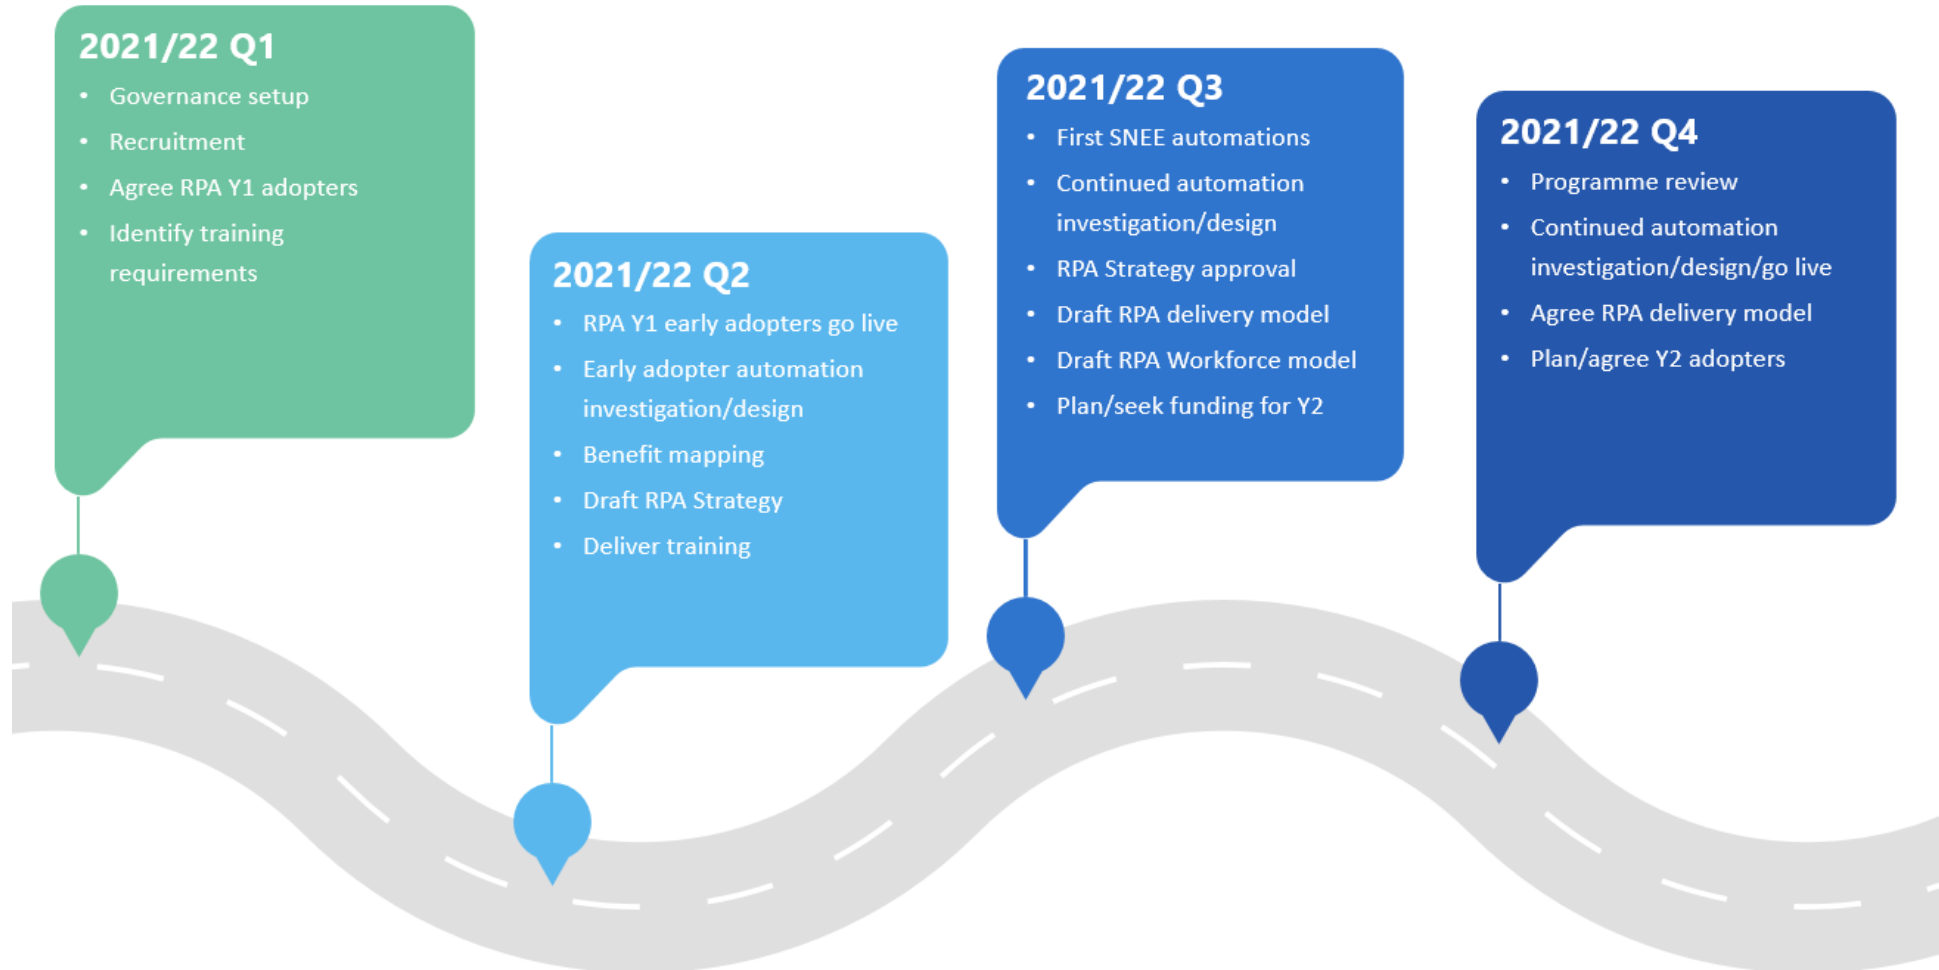 2021/22 Q1
• Governance setup
• Recruitment
• Agree RPA Y1 adopters
• Identify training
requirements
2021/22 Q2
• RPA Y1 early adopters go live
• Early adopter automation
investigation/design
• Benefit mapping
• Draft RPA Strategy
• Deliver training
2021/22 Q3
• First SNEE automations
• Continued automation
investigation/design
• RPA Strategy approval
• Draft RPA delivery model
• Draft RPA Workforce model
• Plan/seek funding for Y2
2021/22 Q4
• Programme review
• Continued automation
investigation/design/go live
• Agree RPA delivery model
• Plan/agree Y2 adopters